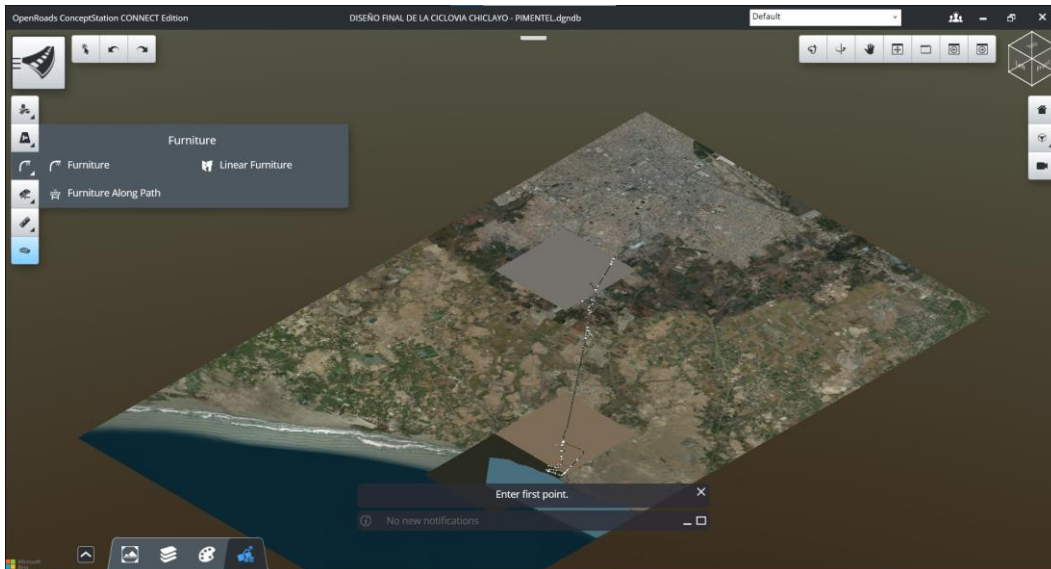 OpenRoads ConceptStation CONNECT Edition
DISEÑO FINAL DE LA CICLOVIA CHICLAYO - PIMENTEL.dgndb
Default
Furniture
Furniture
Linear Furniture
Furniture Along Path
Enter first point.
No new notifications
Microsoft